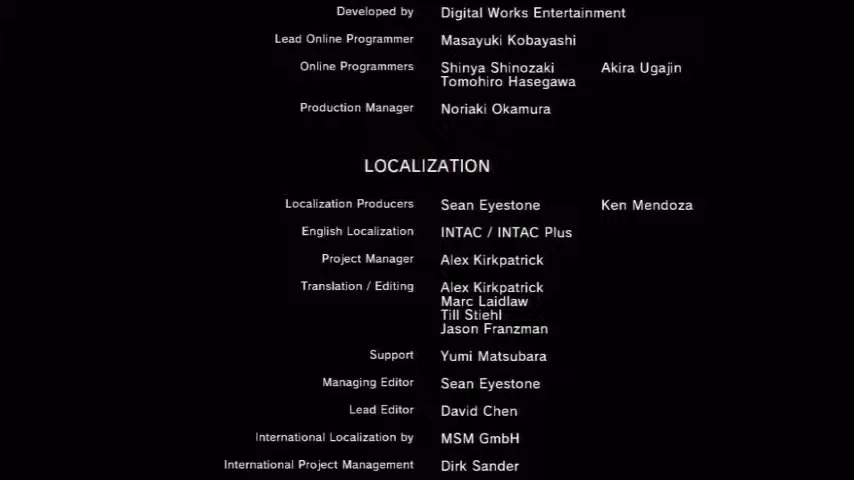 Developed by Digital Works Entertainment
Lead Online Programmer Masayuki Kobayashi
Online Programmers Shinya Shinozaki Akira Ugajin
Tomohiro Hasegawa
Production Manager Noriaki Okamura
LOCALIZATION
Localization Producers Sean Eyestone Ken Mendoza
English Localization INTAC / INTAC Plus
Project Manager Alex Kirkpatrick
Translation / Editing Alex Kirkpatrick
Marc Laidlaw
Till Stiehl
Jason Franzman
Support Yumi Matsubara
Managing Editor Sean Eyestone
Lead Editor David Chen
International Localization by MSM GmbH
International Project Management Dirk Sander